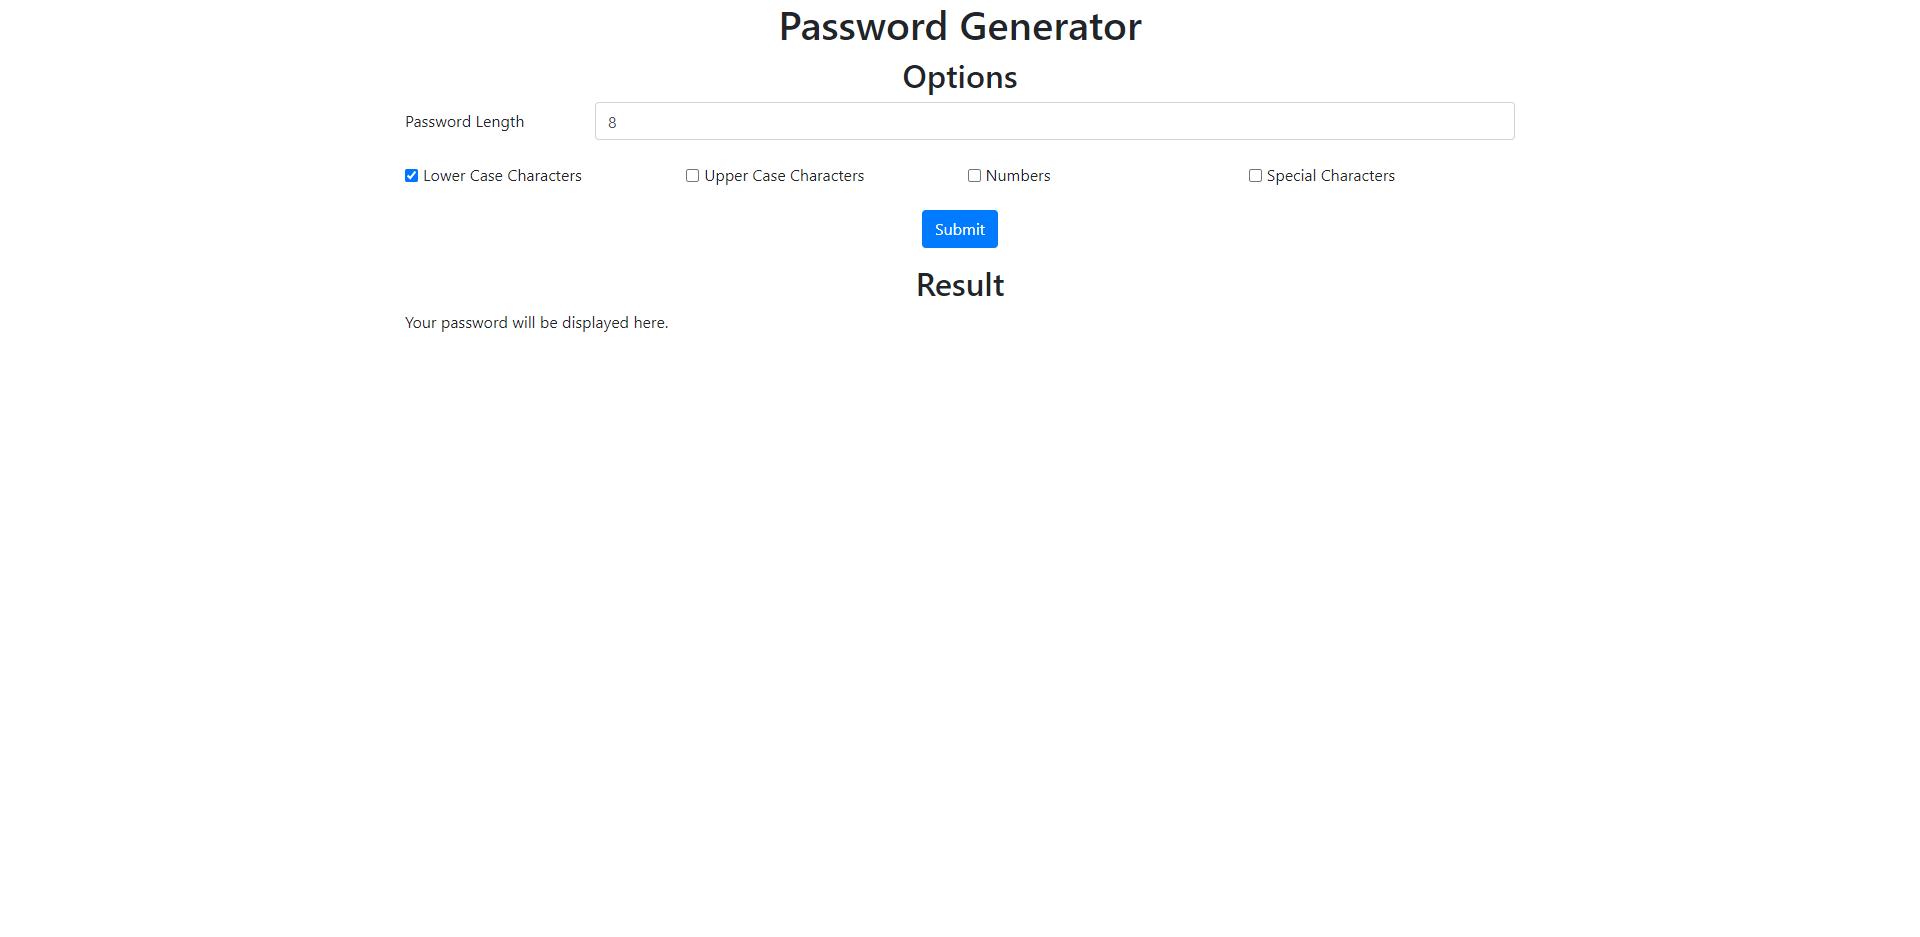 Password Generator
Options
Password Length
8
Lower Case Characters
Upper Case Characters
Numbers
Special Characters
Submit
Result
Your password will be displayed here.